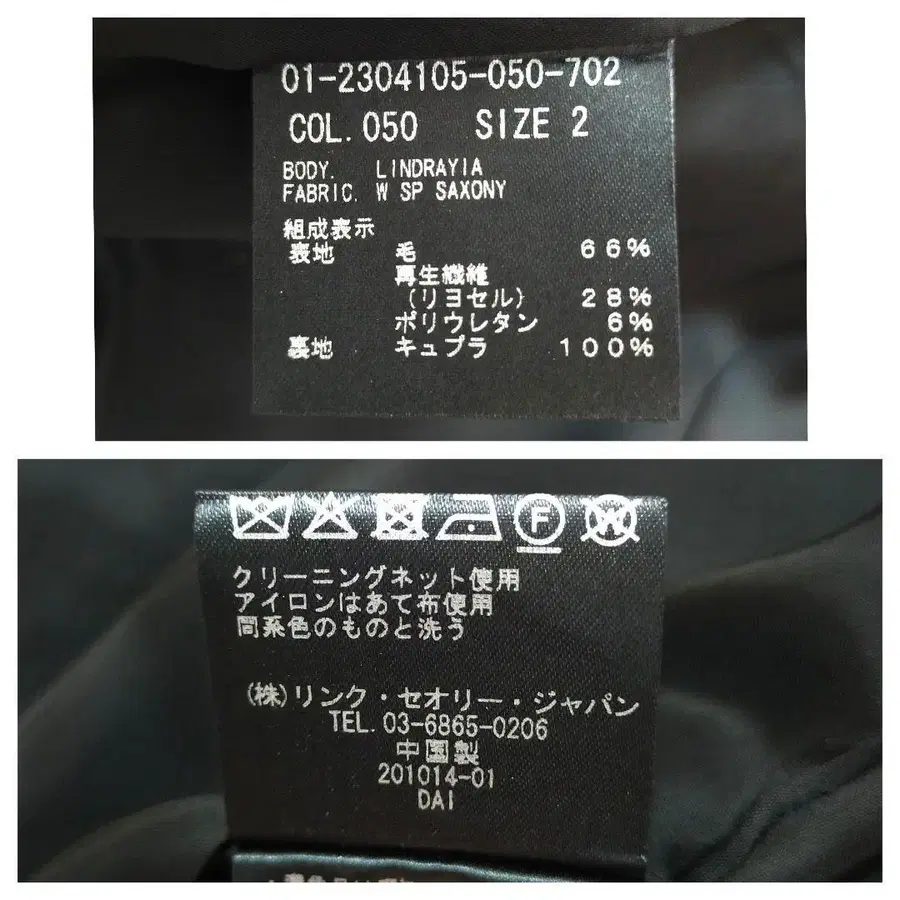 01-2304105-050-702
COL.050 SIZE 2
BODY. LINDRAYIA
FABRIC. W SP SAXONY
組成表示
表地 毛 66%
再生繊維
(リヨセル) 28%
ポリウレタン 6%
裏地 キュプラ 100%
F W
クリーニングネット使用
アイロンはあて布使用
同系色のものと洗う
(株)リンク・セオリー・ジャパン
TEL.03-6865-0206
中国製
201014-01
DAI